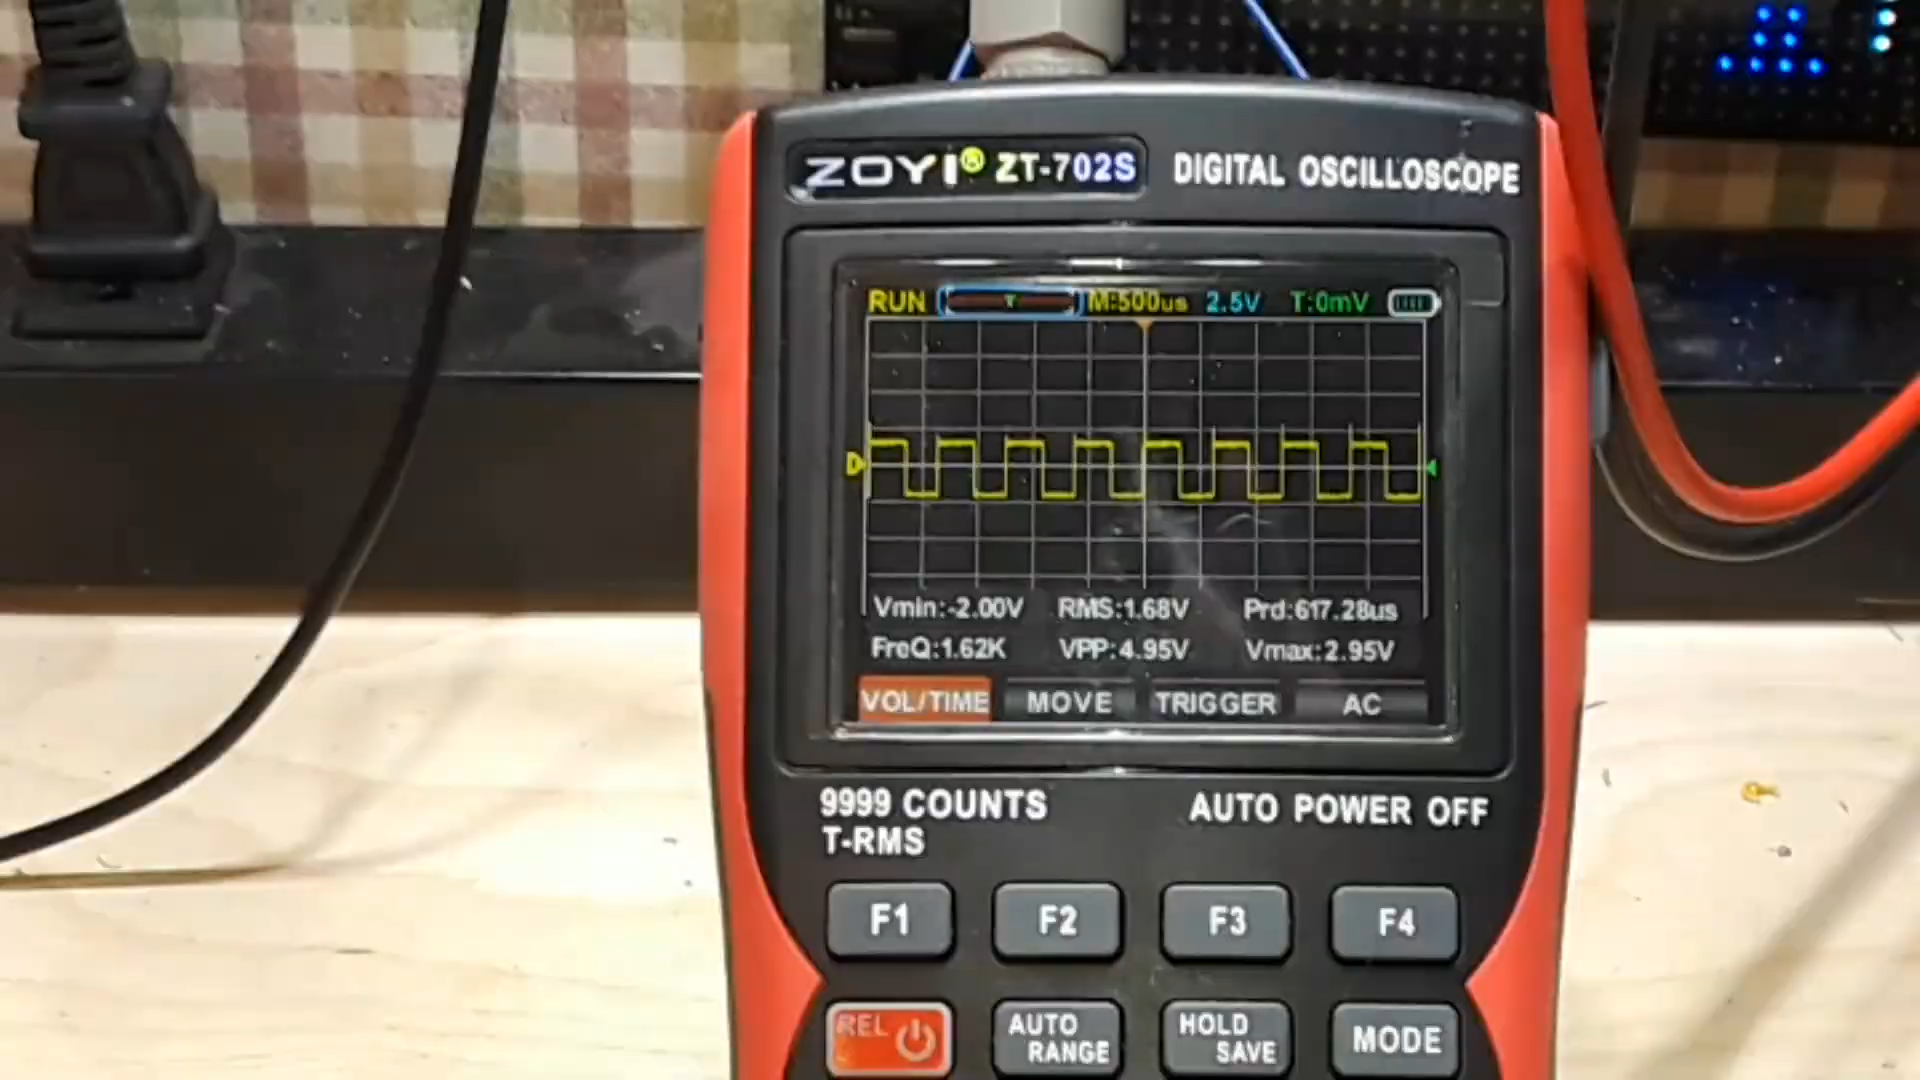 ZOYI® ZT-702S DIGITAL OSCILLOSCOPE
RUN T M:500us 2.5V T:0mV
D
Vmin:-2.00V RMS:1.68V Prd:617.28us
FreQ:1.62K VPP:4.95V Vmax:2.95V
VOL/TIME MOVE TRIGGER AC
9999 COUNTS AUTO POWER OFF
T-RMS
F1 F2 F3 F4
REL AUTO RANGE HOLD SAVE MODE